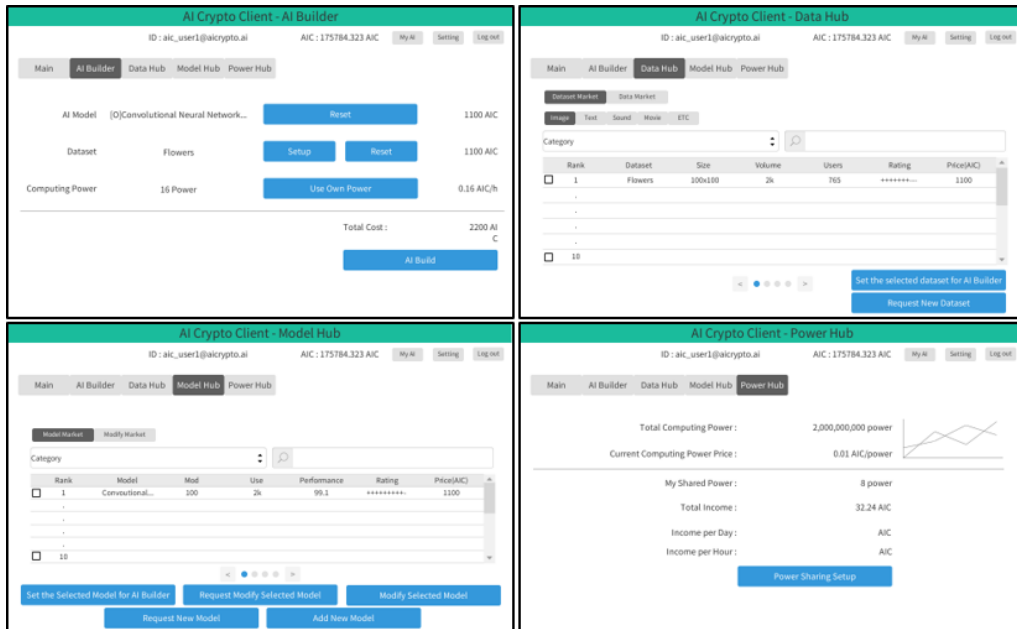 AI Crypto Client - AI Builder
ID : aic_user1@aicrypto.ai AIC : 175784.323 AIC My AI Setting Log out
Main AI Builder Data Hub Model Hub Power Hub
AI Model [O]Convolutional Neural Network... Reset 1100 AIC
Dataset Flowers Setup Reset 1100 AIC
Computing Power 16 Power Use Own Power 0.16 AIC/h
Total Cost : 2200 AI
C
AI Build
AI Crypto Client - Data Hub
ID : aic_user1@aicrypto.ai AIC : 175784.323 AIC My AI Setting Log out
Main AI Builder Data Hub Model Hub Power Hub
Dataset Market Data Market
Image Text Sound Movie ETC
Category
Rank Dataset Size Volume Users Rating Price(AIC)
1 Flowers 100x100 2k 765 +++++++--- 1100
.
.
.
.
10
< >
Set the selected dataset for AI Builder
Request New Dataset
AI Crypto Client - Model Hub
ID : aic_user1@aicrypto.ai AIC : 175784.323 AIC My AI Setting Log out
Main AI Builder Data Hub Model Hub Power Hub
Model Market Modify Market
Category
Rank Model Mod Use Performance Rating Price(AIC)
1 Convoutional... 100 2k 99.1 +++++++++- 1100
.
.
.
.
10
< >
Set the Selected Model for AI Builder Request Modify Selected Model Modify Selected Model
Request New Model Add New Model
AI Crypto Client - Power Hub
ID : aic_user1@aicrypto.ai AIC : 175784.323 AIC My AI Setting Log out
Main AI Builder Data Hub Model Hub Power Hub
Total Computing Power : 2,000,000,000 power
Current Computing Power Price : 0.01 AIC/power
My Shared Power : 8 power
Total Income : 32.24 AIC
Income per Day : AIC
Income per Hour : AIC
Power Sharing Setup